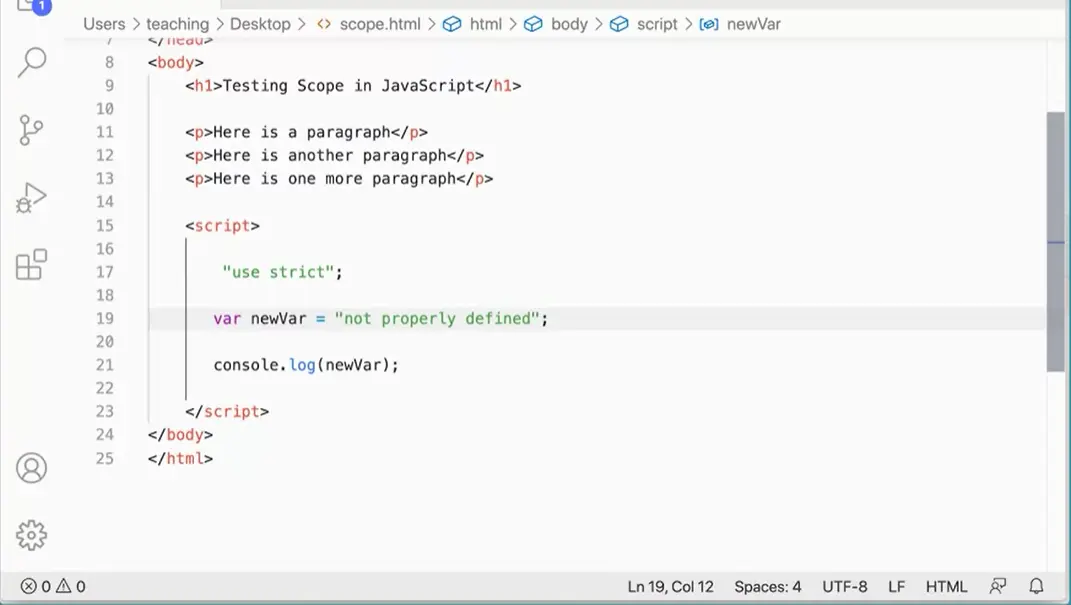 1
Users > teaching > Desktop > <> scope.html > html > body > script > newVar
7 </head>
8 <body>
9 <h1>Testing Scope in JavaScript</h1>
10
11 <p>Here is a paragraph</p>
12 <p>Here is another paragraph</p>
13 <p>Here is one more paragraph</p>
14
15 <script>
16
17 "use strict";
18
19 var newVar = "not properly defined";
20
21 console.log(newVar);
22
23 </script>
24 </body>
25 </html>
0 0 Ln 19, Col 12 Spaces: 4 UTF-8 LF HTML